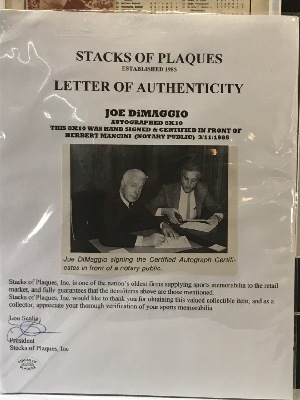 STACKS OF PLAQUES
ESTABLISHED 1985
LETTER OF AUTHENTICITY
JOE DiMAGGIO
AUTOGRAPHED 8X10
THIS 8X10 WAS HAND SIGNED & CERTIFIED IN FRONT OF
HERBERT MANCINI (NOTARY PUBLIC) 2/11/1985
Joe DiMaggio signing the Certified Autograph Certifi-
cates in front of a notary public.
Stacks of Plaques, Inc. is one of the nation's oldest firms supplying sports memorabilia to the retail
market, and fully guarantees that the item/items above are those mentioned.
Stacks of Plaques, Inc. would like to thank you for obtaining this valued collectible item, and as a
collector, appreciate your thorough verification of your sports memorabilia.
Lou Scalia
President
Stacks of Plaques, Inc